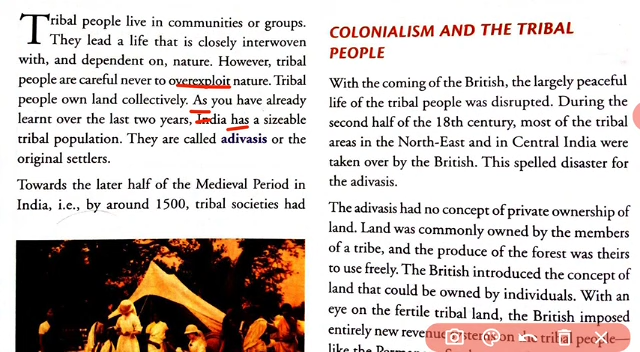 Tribal people live in communities or groups.
They lead a life that is closely interwoven
with, and dependent on, nature. However, tribal
people are careful never to overexploit nature. Tribal
people own land collectively. As you have already
learnt over the last two years, India has a sizeable
tribal population. They are called adivasis or the
original settlers.
Towards the later half of the Medieval Period in
India, i.e., by around 1500, tribal societies had
COLONIALISM AND THE TRIBAL
PEOPLE
With the coming of the British, the largely peaceful
life of the tribal people was disrupted. During the
second half of the 18th century, most of the tribal
areas in the North-East and in Central India were
taken over by the British. This spelled disaster for
the adivasis.
The adivasis had no concept of private ownership of
land. Land was commonly owned by the members
of a tribe, and the produce of the forest was theirs
to use freely. The British introduced the concept of
land that could be owned by individuals. With an
eye on the fertile tribal land, the British imposed
entirely new revenue systems on the tribal people—
like the